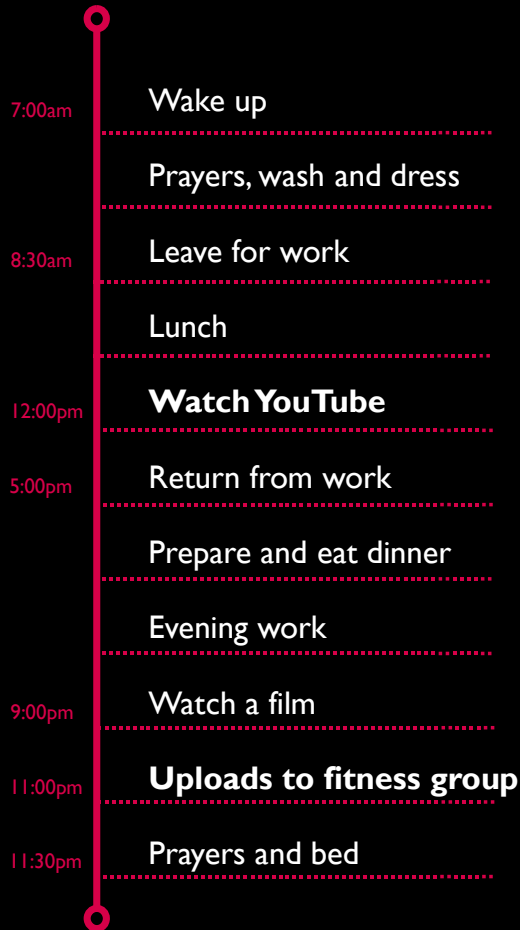 7:00am Wake up
Prayers, wash and dress
8:30am Leave for work
Lunch
12:00pm Watch YouTube
5:00pm Return from work
Prepare and eat dinner
Evening work
9:00pm Watch a film
11:00pm Uploads to fitness group
11:30pm Prayers and bed